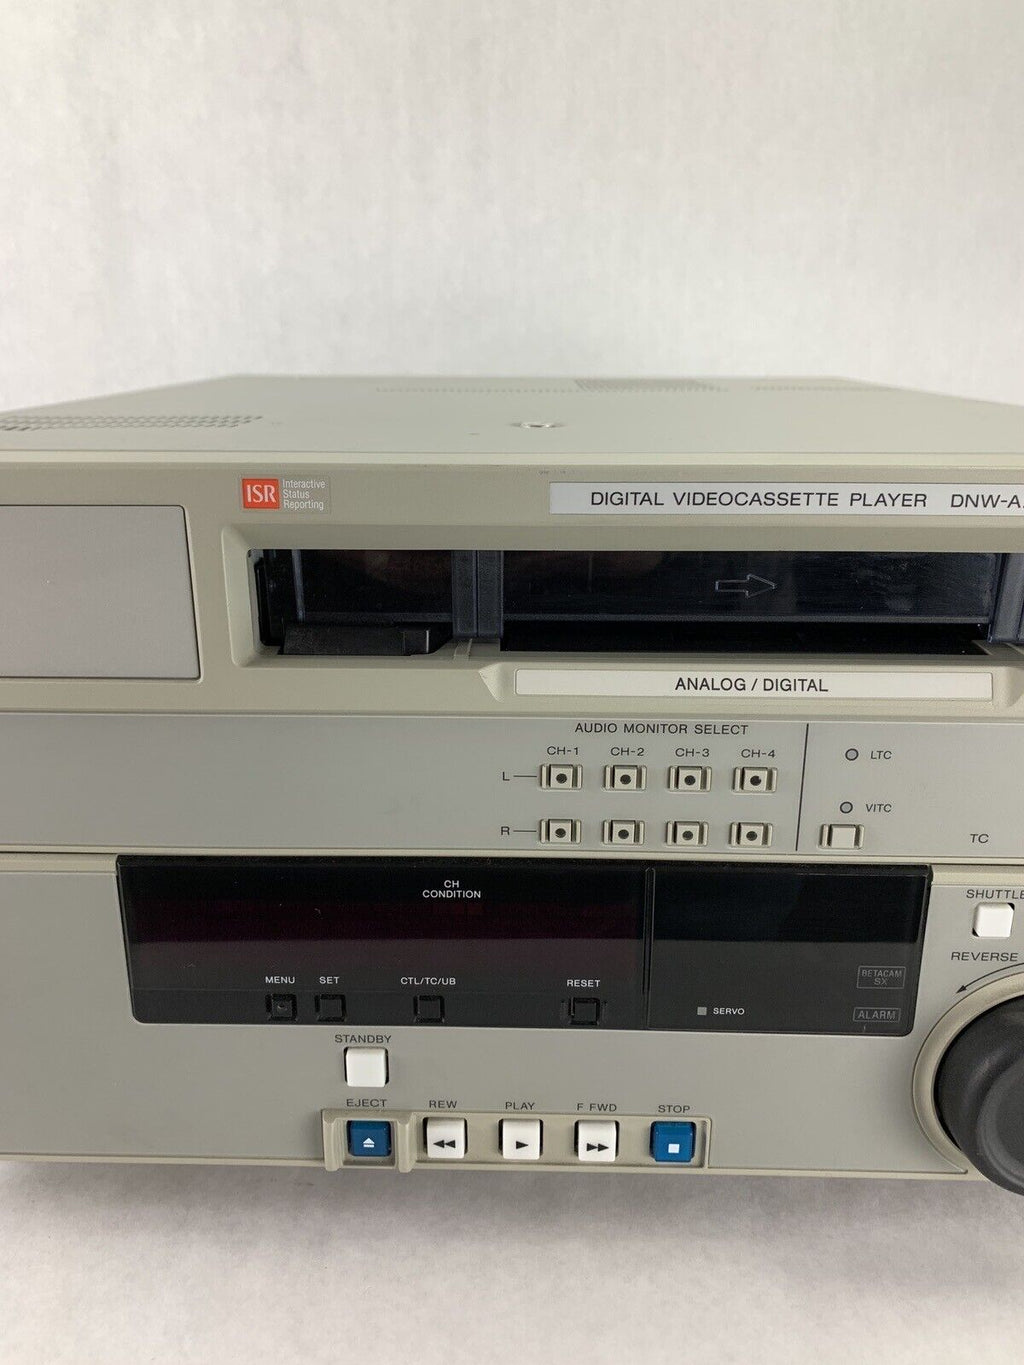 ISR Interactive
Status
Reporting
DIGITAL VIDEOCASSETTE PLAYER DNW-A
ANALOG / DIGITAL
AUDIO MONITOR SELECT
CH-1 CH-2 CH-3 CH-4
L
R
LTC
VITC
TC
CH
CONDITION
MENU SET CTL/TC/UB RESET
BETACAM
SX
SERVO
ALARM
SHUTTLE
REVERSE
STANDBY
EJECT REW PLAY F FWD STOP